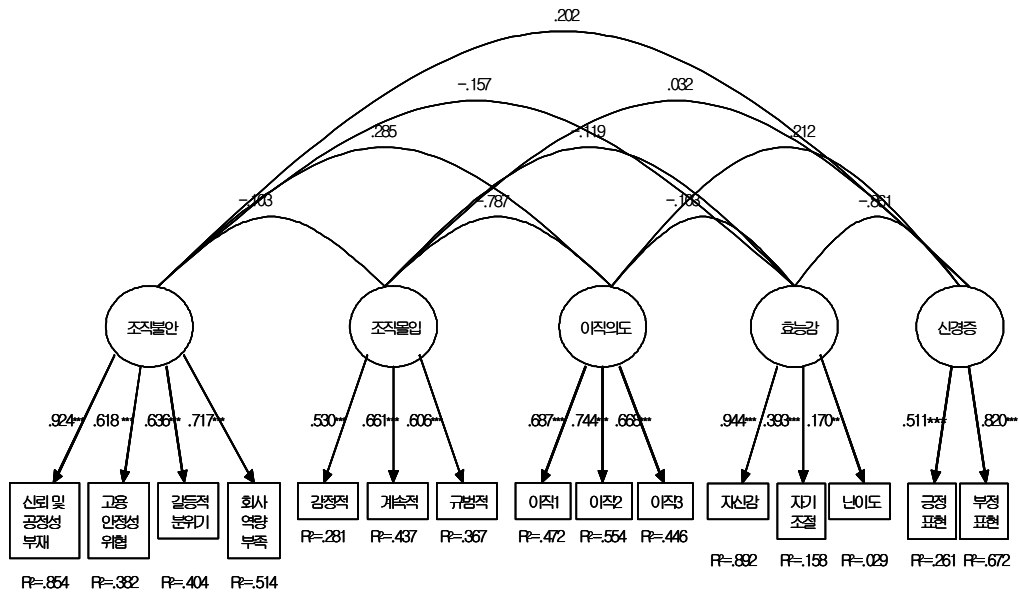 .202
-.157
.032
.285
-.119
.212
-.103
-.787
-.163
-.861
조직불안
조직몰입
이직의도
효능감
신경증
.924***
.618 ***
.636***
.717***
.530***
.661***
.606***
.687***
.744***
.668***
.944***
.393***
.170**
.511***
.820***
신뢰 및
공정성
부재
고용
안정성
위협
갈등적
분위기
회사
역량
부족
감정적
계속적
규범적
이직1
이직2
이직3
자신감
자기
조절
난이도
긍정
표현
부정
표현
R²=.281
R²=.437
R²=.367
R²=.472
R²=.554
R²=.446
R²=.892
R²=.158
R²=.029
R²=.261
R²=.672
R²=.854
R²=.382
R²=.404
R²=.514